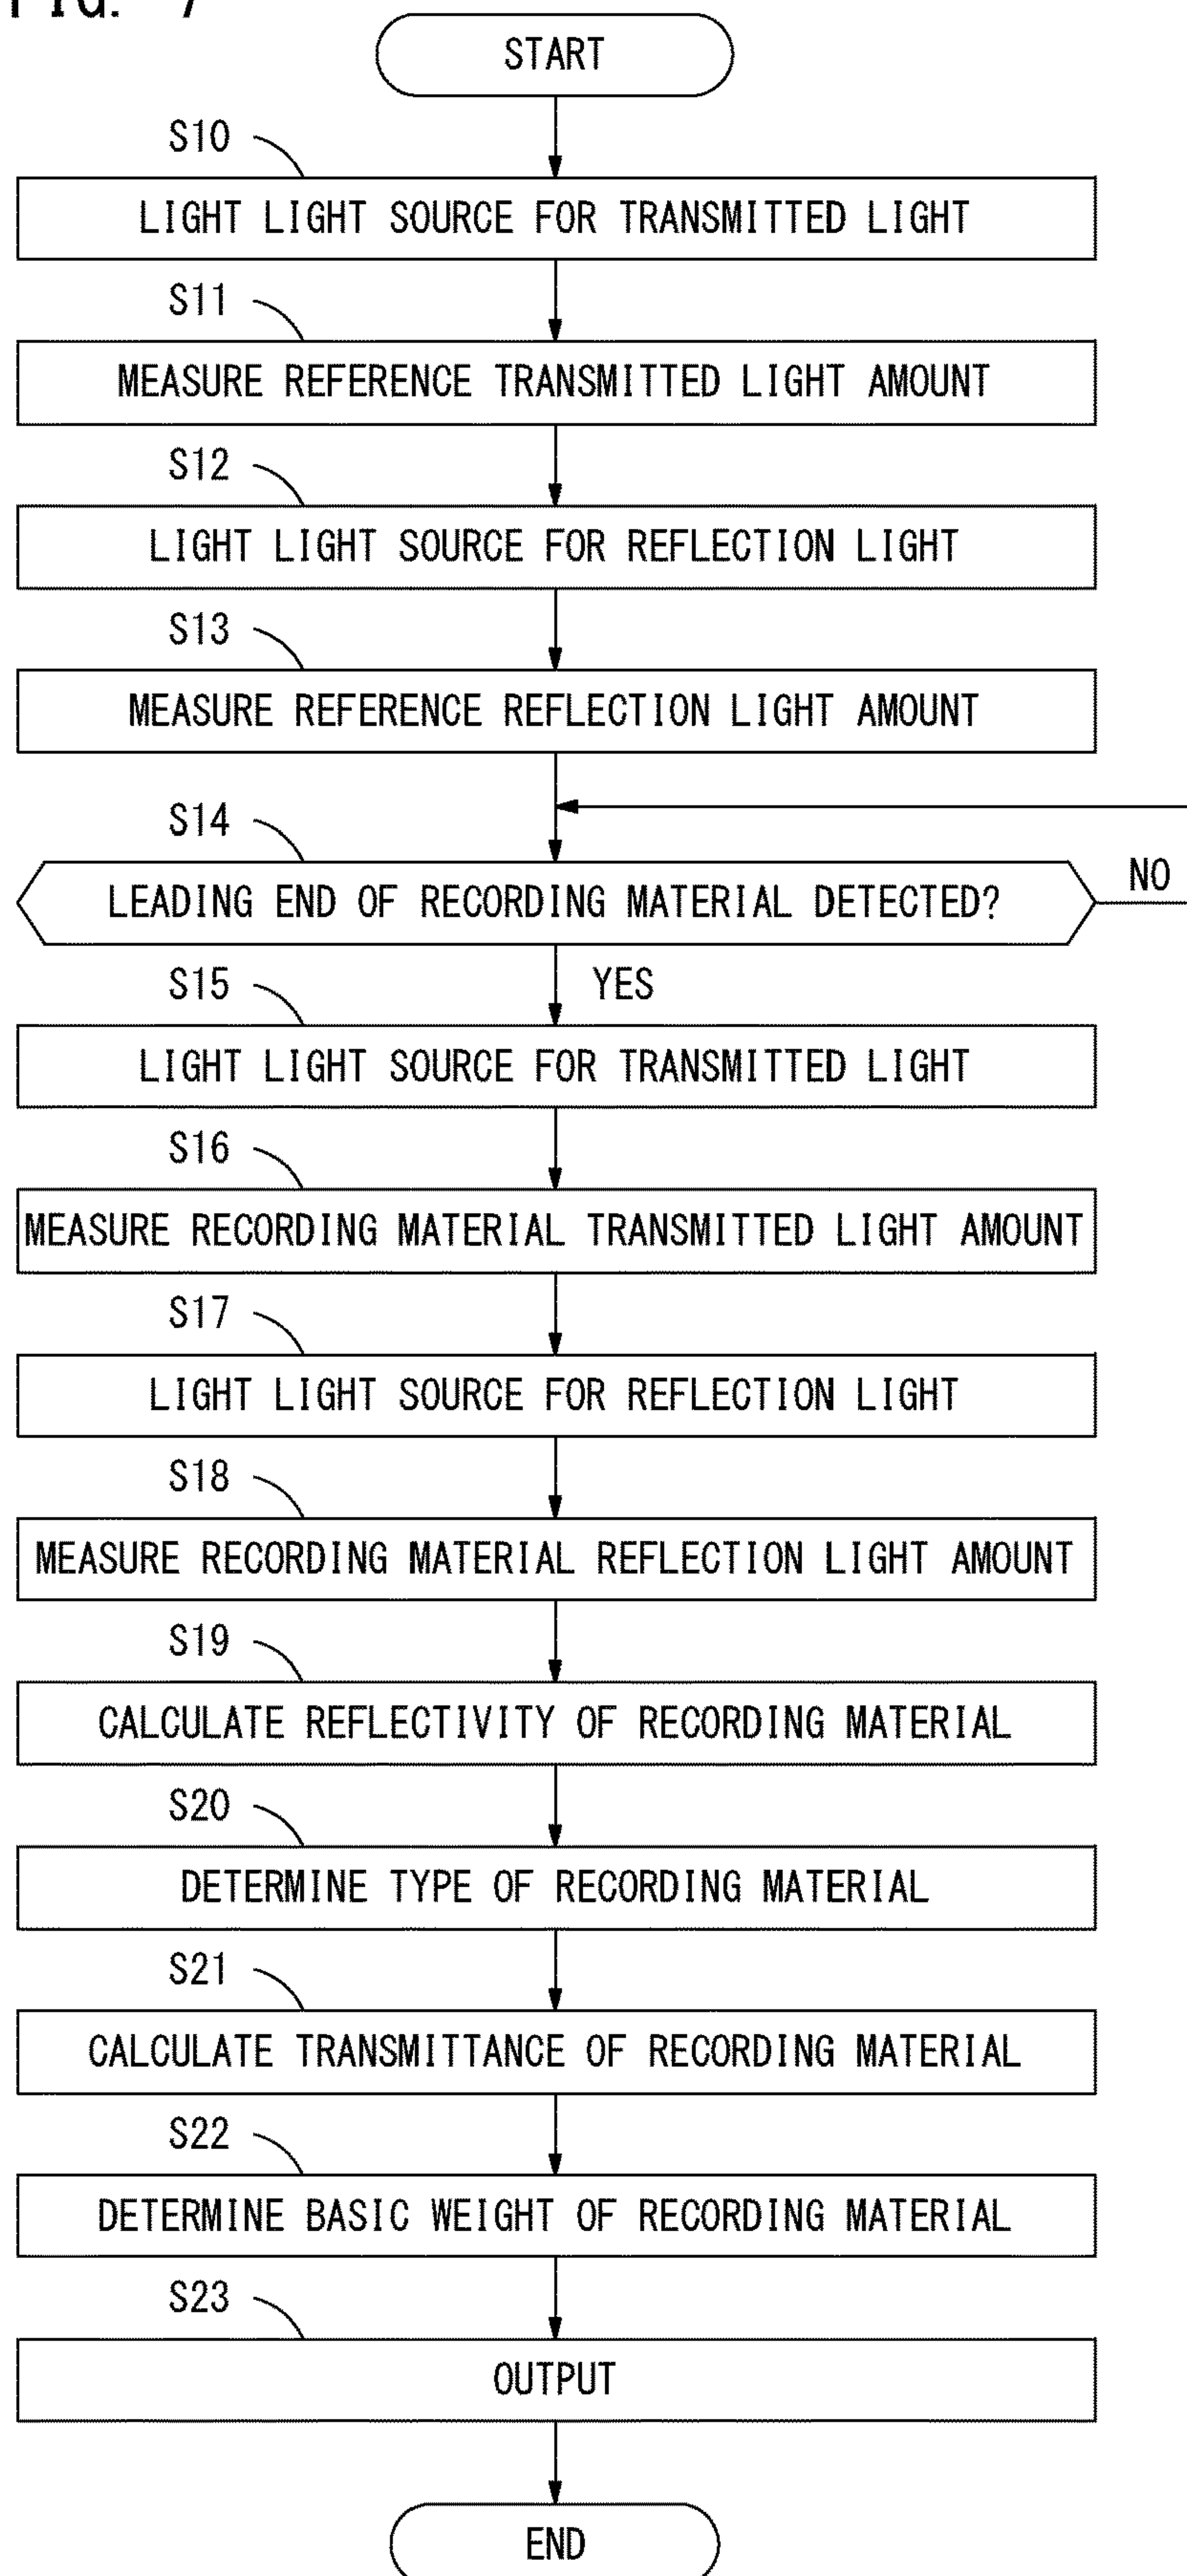 FIG. 7
START
S10
LIGHT LIGHT SOURCE FOR TRANSMITTED LIGHT
S11
MEASURE REFERENCE TRANSMITTED LIGHT AMOUNT
S12
LIGHT LIGHT SOURCE FOR REFLECTION LIGHT
S13
MEASURE REFERENCE REFLECTION LIGHT AMOUNT
S14
LEADING END OF RECORDING MATERIAL DETECTED?
NO
S15
YES
LIGHT LIGHT SOURCE FOR TRANSMITTED LIGHT
S16
MEASURE RECORDING MATERIAL TRANSMITTED LIGHT AMOUNT
S17
LIGHT LIGHT SOURCE FOR REFLECTION LIGHT
S18
MEASURE RECORDING MATERIAL REFLECTION LIGHT AMOUNT
S19
CALCULATE REFLECTIVITY OF RECORDING MATERIAL
S20
DETERMINE TYPE OF RECORDING MATERIAL
S21
CALCULATE TRANSMITTANCE OF RECORDING MATERIAL
S22
DETERMINE BASIC WEIGHT OF RECORDING MATERIAL
S23
OUTPUT
END